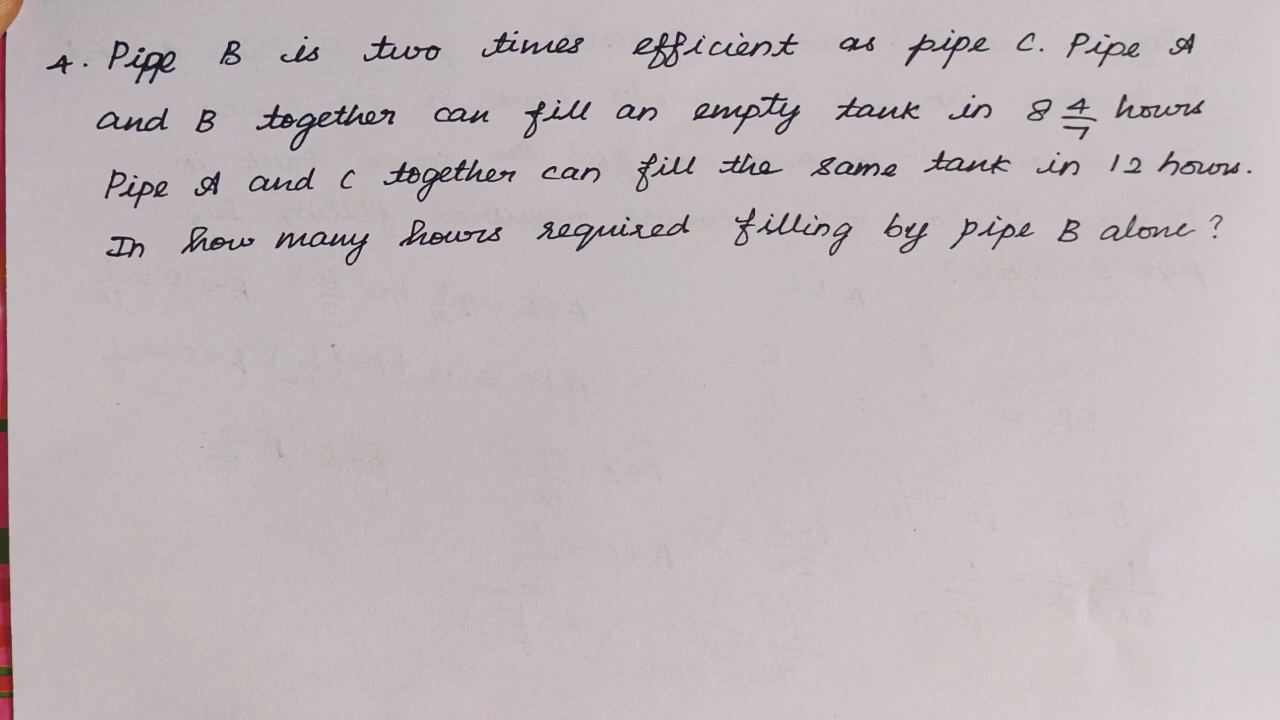 4. Pipe B is two times efficient as pipe C. Pipe A
and B together can fill an empty tank in 8 4/7 hours
Pipe A and C together can fill the same tank in 12 hours.
In how many hours required filling by pipe B alone?